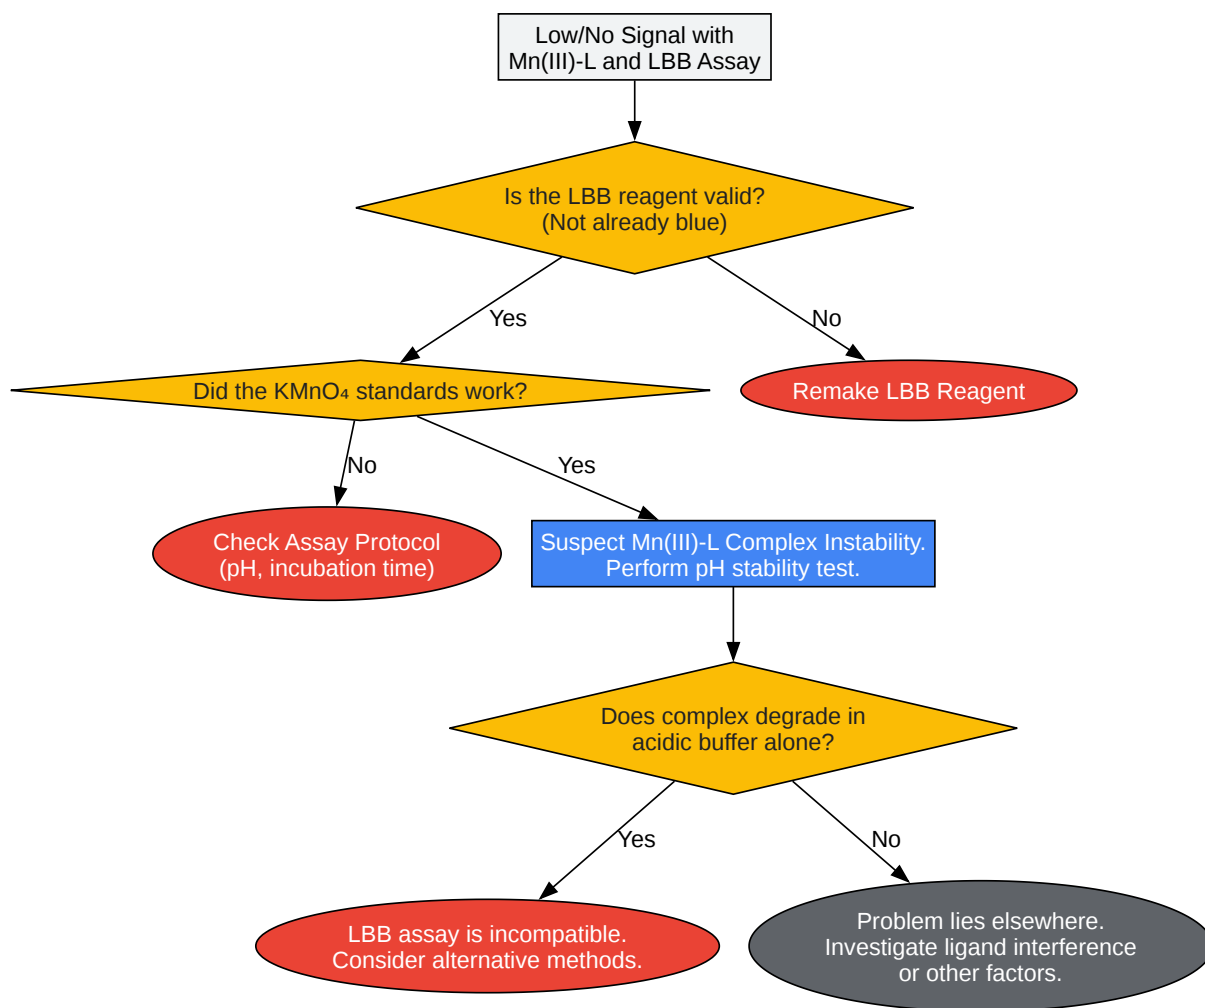 Low/No Signal with
Mn(III)-L and LBB Assay
Is the LBB reagent valid?
(Not already blue)
Yes
No
Did the KMnO₄ standards work?
Remake LBB Reagent
No
Yes
Check Assay Protocol
(pH, incubation time)
Suspect Mn(III)-L Complex Instability.
Perform pH stability test.
Does complex degrade in
acidic buffer alone?
Yes
No
LBB assay is incompatible.
Consider alternative methods.
Problem lies elsewhere.
Investigate ligand interference
or other factors.